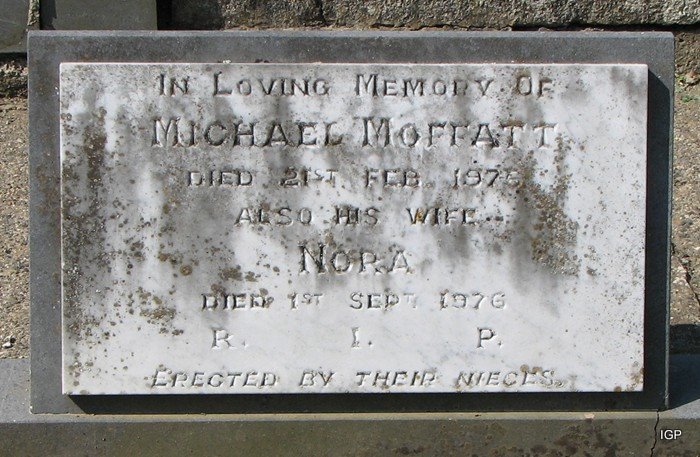 In Loving Memory Of
Michael Moffatt
Died 21st Feb. 1976
Also His Wife
Nora
Died 1st Sept. 1976
R. I. P.
Erected by their nieces.
IGP